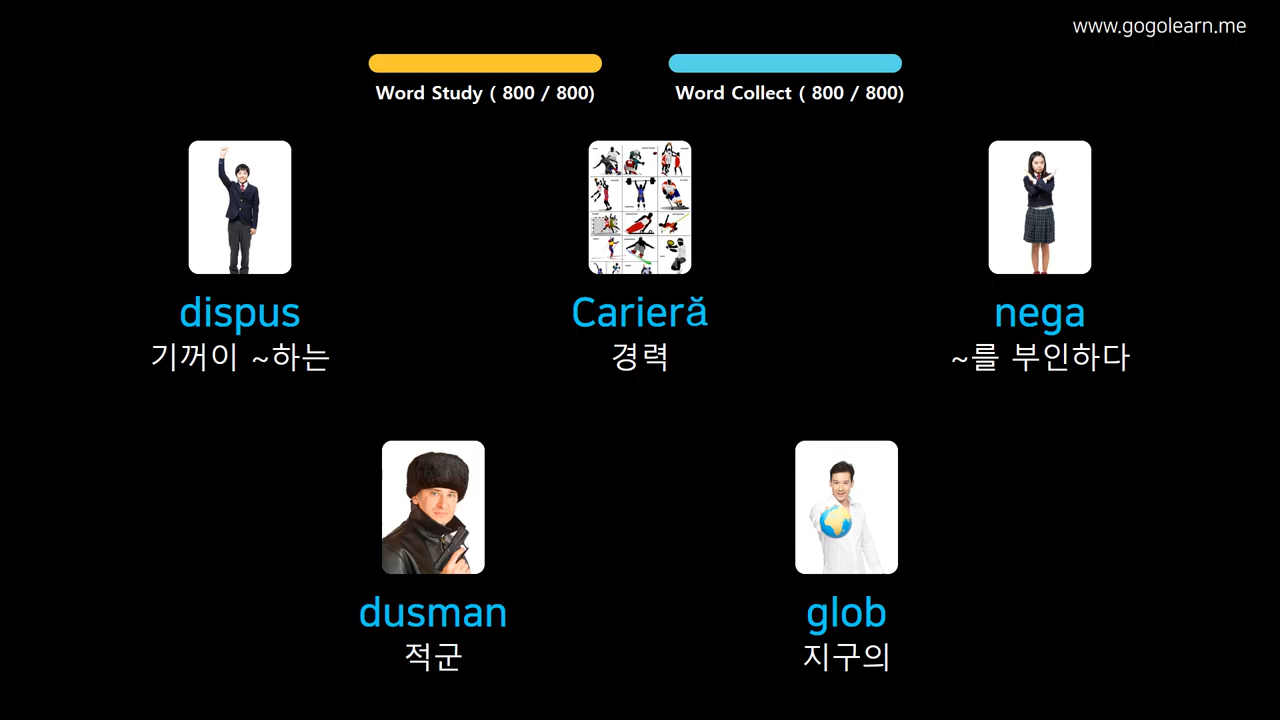 www.gogolearn.me
Word Study ( 800 / 800)
Word Collect ( 800 / 800)
dispus
기꺼이 ~하는
Carieră
경력
nega
~를 부인하다
dusman
적군
glob
지구의